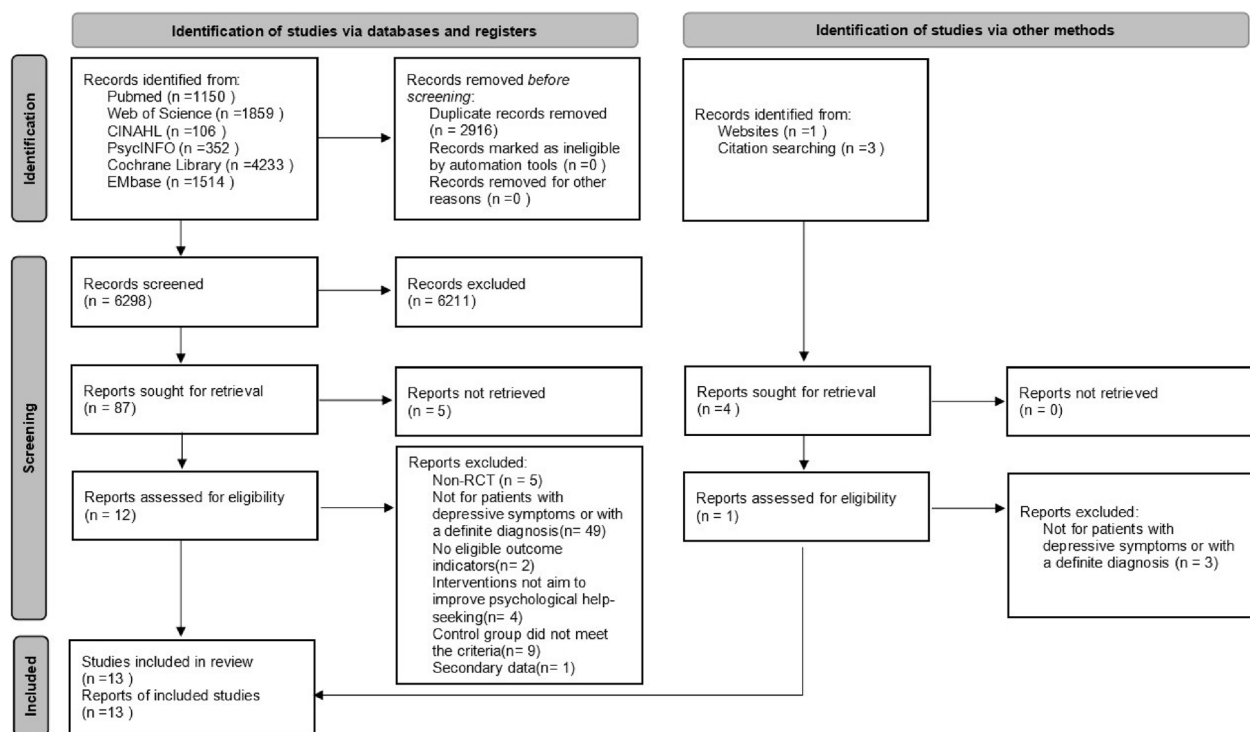 Identification of studies via databases and registers
Identification of studies via other methods
Identification
Records identified from:
Pubmed (n =1150 )
Web of Science (n =1859 )
CINAHL (n =106 )
PsycINFO (n =352 )
Cochrane Library (n =4233 )
EMbase (n =1514 )
Records removed before
screening:
Duplicate records removed
(n = 2916)
Records marked as ineligible
by automation tools (n =0 )
Records removed for other
reasons (n =0 )
Records identified from:
Websites (n =1 )
Citation searching (n =3 )
Screening
Records screened
(n = 6298)
Records excluded
(n = 6211)
Reports sought for retrieval
(n = 87)
Reports not retrieved
(n = 5)
Reports sought for retrieval
(n =4 )
Reports not retrieved
(n = 0)
Reports assessed for eligibility
(n = 12)
Reports excluded:
Non-RCT (n = 5)
Not for patients with
depressive symptoms or with
a definite diagnosis(n= 49)
No eligible outcome
indicators(n= 2)
Interventions not aim to
improve psychological help-
seeking(n= 4)
Control group did not meet
the criteria(n= 9)
Secondary data(n= 1)
Reports assessed for eligibility
(n = 1)
Reports excluded:
Not for patients with
depressive symptoms or with
a definite diagnosis (n = 3)
Included
Studies included in review
(n =13 )
Reports of included studies
(n =13 )